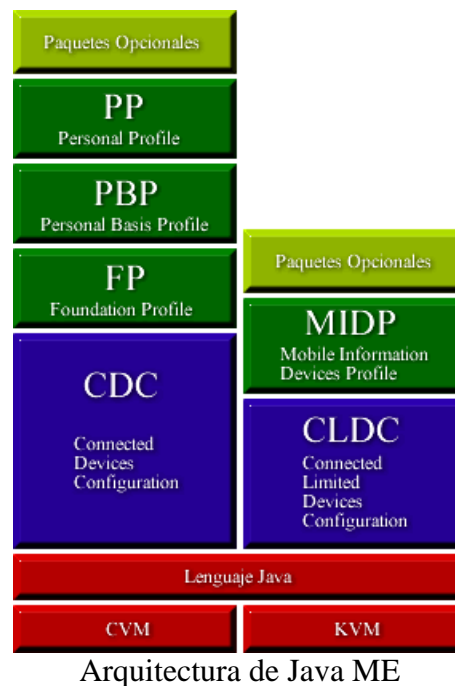 Paquetes Opcionales
PP
Personal Profile
PBP
Personal Basis Profile
FP
Foundation Profile
CDC
Connected
Devices
Configuration
Paquetes Opcionales
MIDP
Mobile Information
Devices Profile
CLDC
Connected
Limited
Devices
Configuration
Lenguaje Java
CVM
KVM
Arquitectura de Java ME